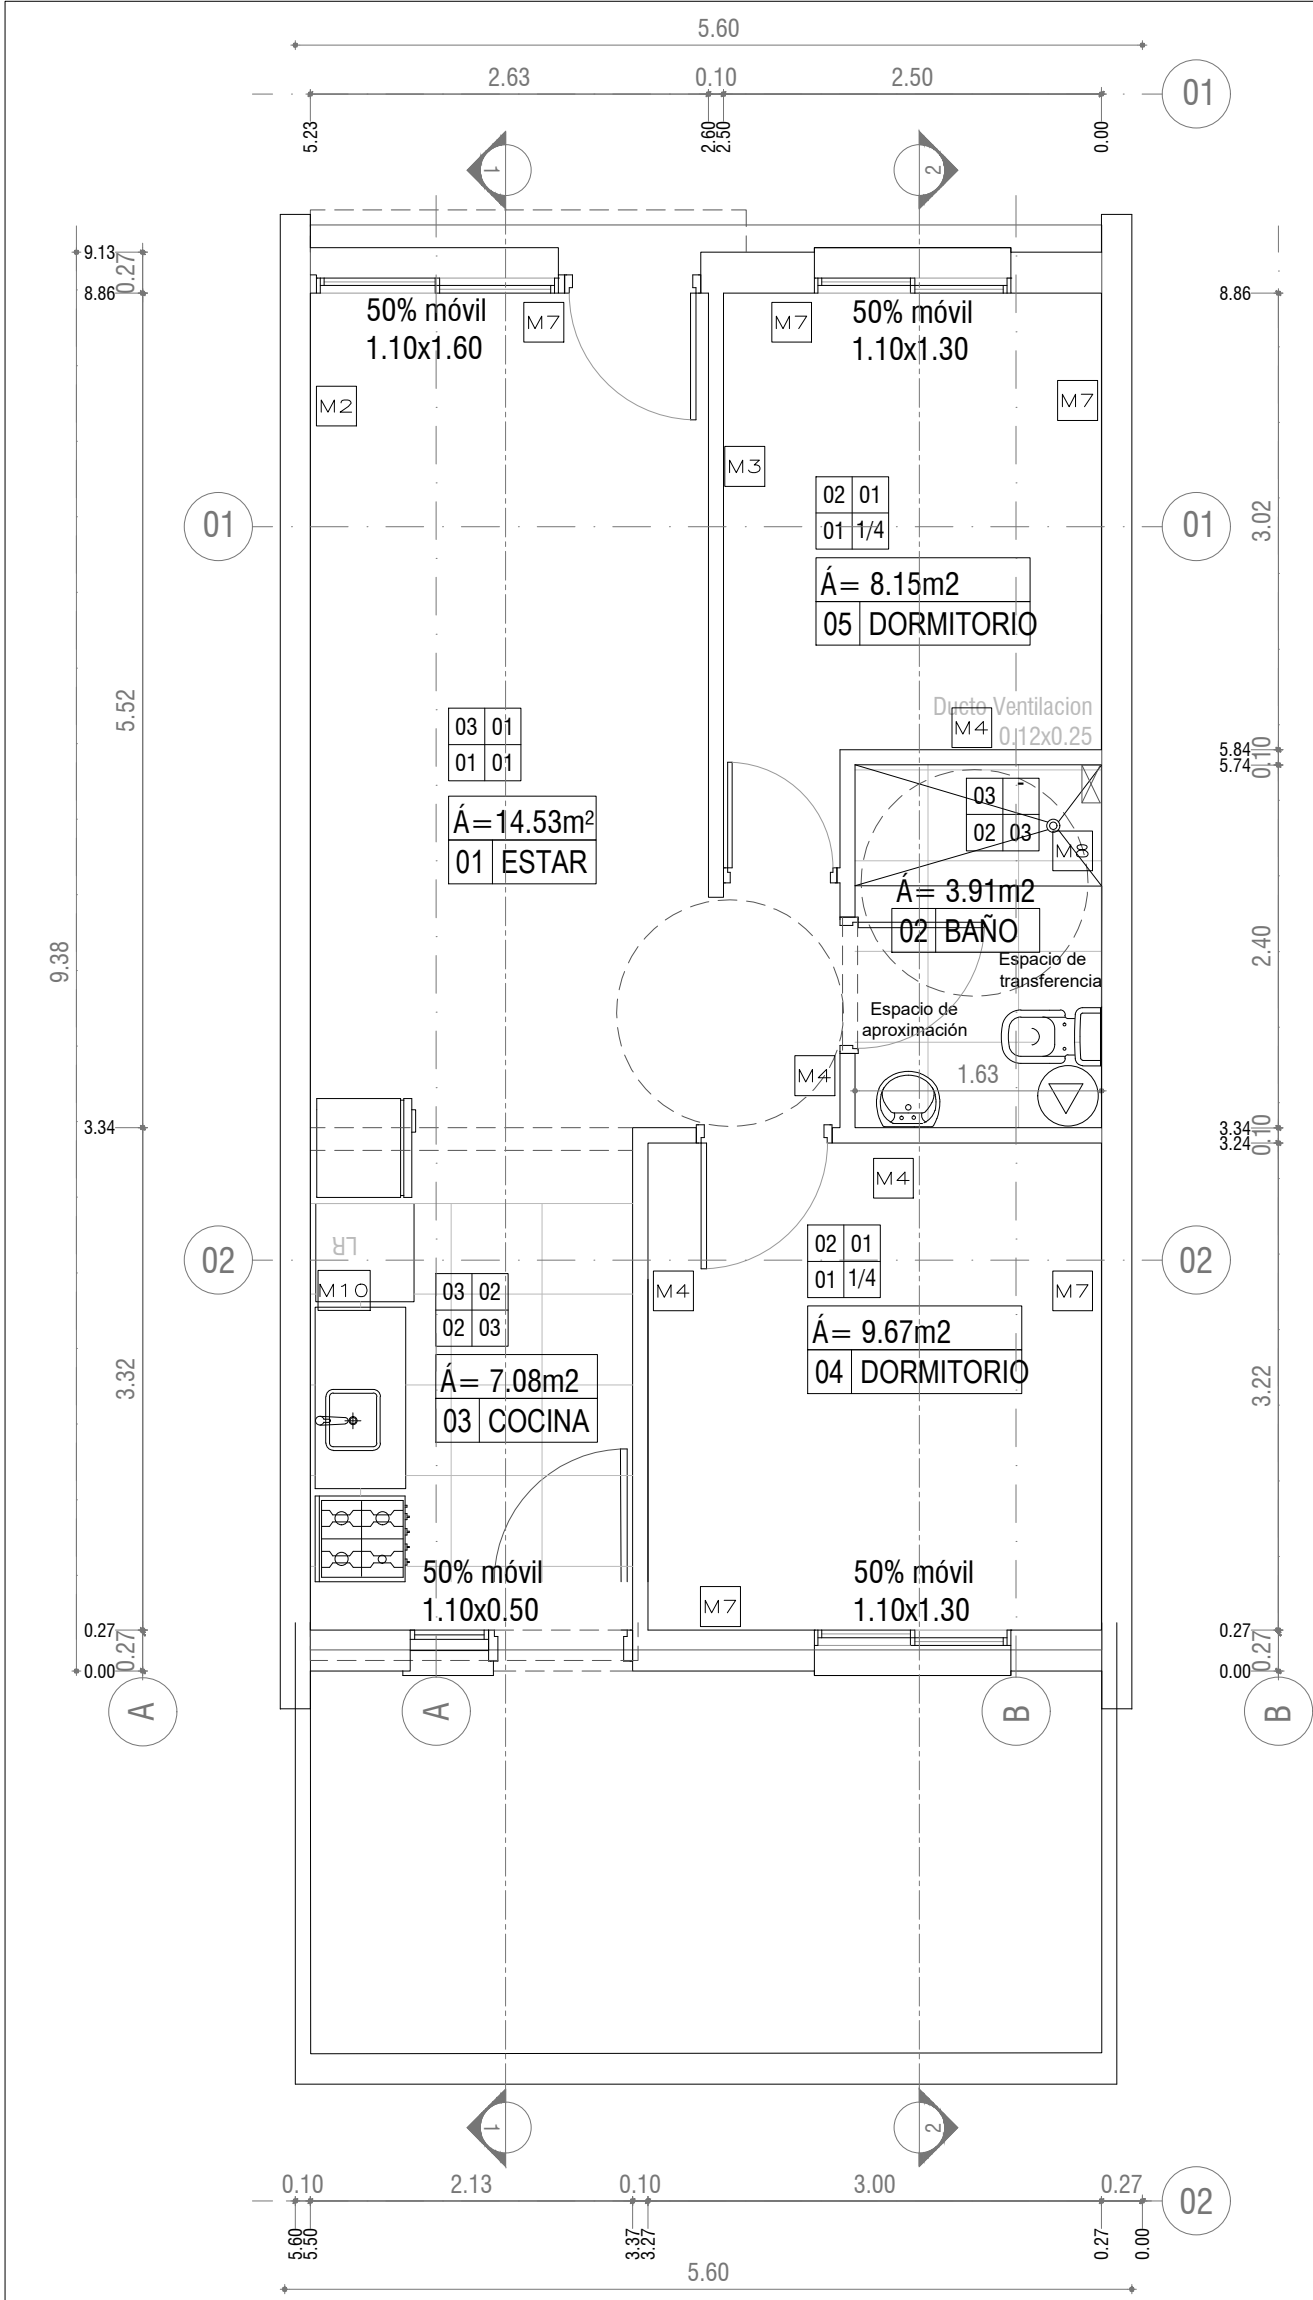 5.60
2.63
0.10
2.50
01
5.23
2.60
2.50
0.00
1
2
9.13
0.27
8.86
8.86
50% móvil
1.10x1.60
M7
M7
50% móvil
1.10x1.30
M2
M7
M3
02 01
01 1/4
01
01
3.02
Á= 8.15m2
05 DORMITORIO
5.52
03 01
01 01
Á=14.53m²
01 ESTAR
Ducto Ventilacion
M4 0.12x0.25
5.84
0.10
5.74
03 -
02 03
M8
Á= 3.91m2
02 BAÑO
9.38
2.40
Espacio de
transferencia
Espacio de
aproximación
M4
1.63
3.34
3.34
0.10
3.24
M4
LR
02
02
02 01
01 1/4
M10
03 02
02 03
M4
M7
Á= 9.67m2
04 DORMITORIO
3.32
3.22
Á= 7.08m2
03 COCINA
50% móvil
1.10x0.50
50% móvil
1.10x1.30
M7
0.27
0.27
0.00
0.27
0.27
0.00
A
A
B
B
1
2
0.10
2.13
0.10
3.00
0.27
02
5.60
5.50
3.37
3.27
0.27
0.00
5.60